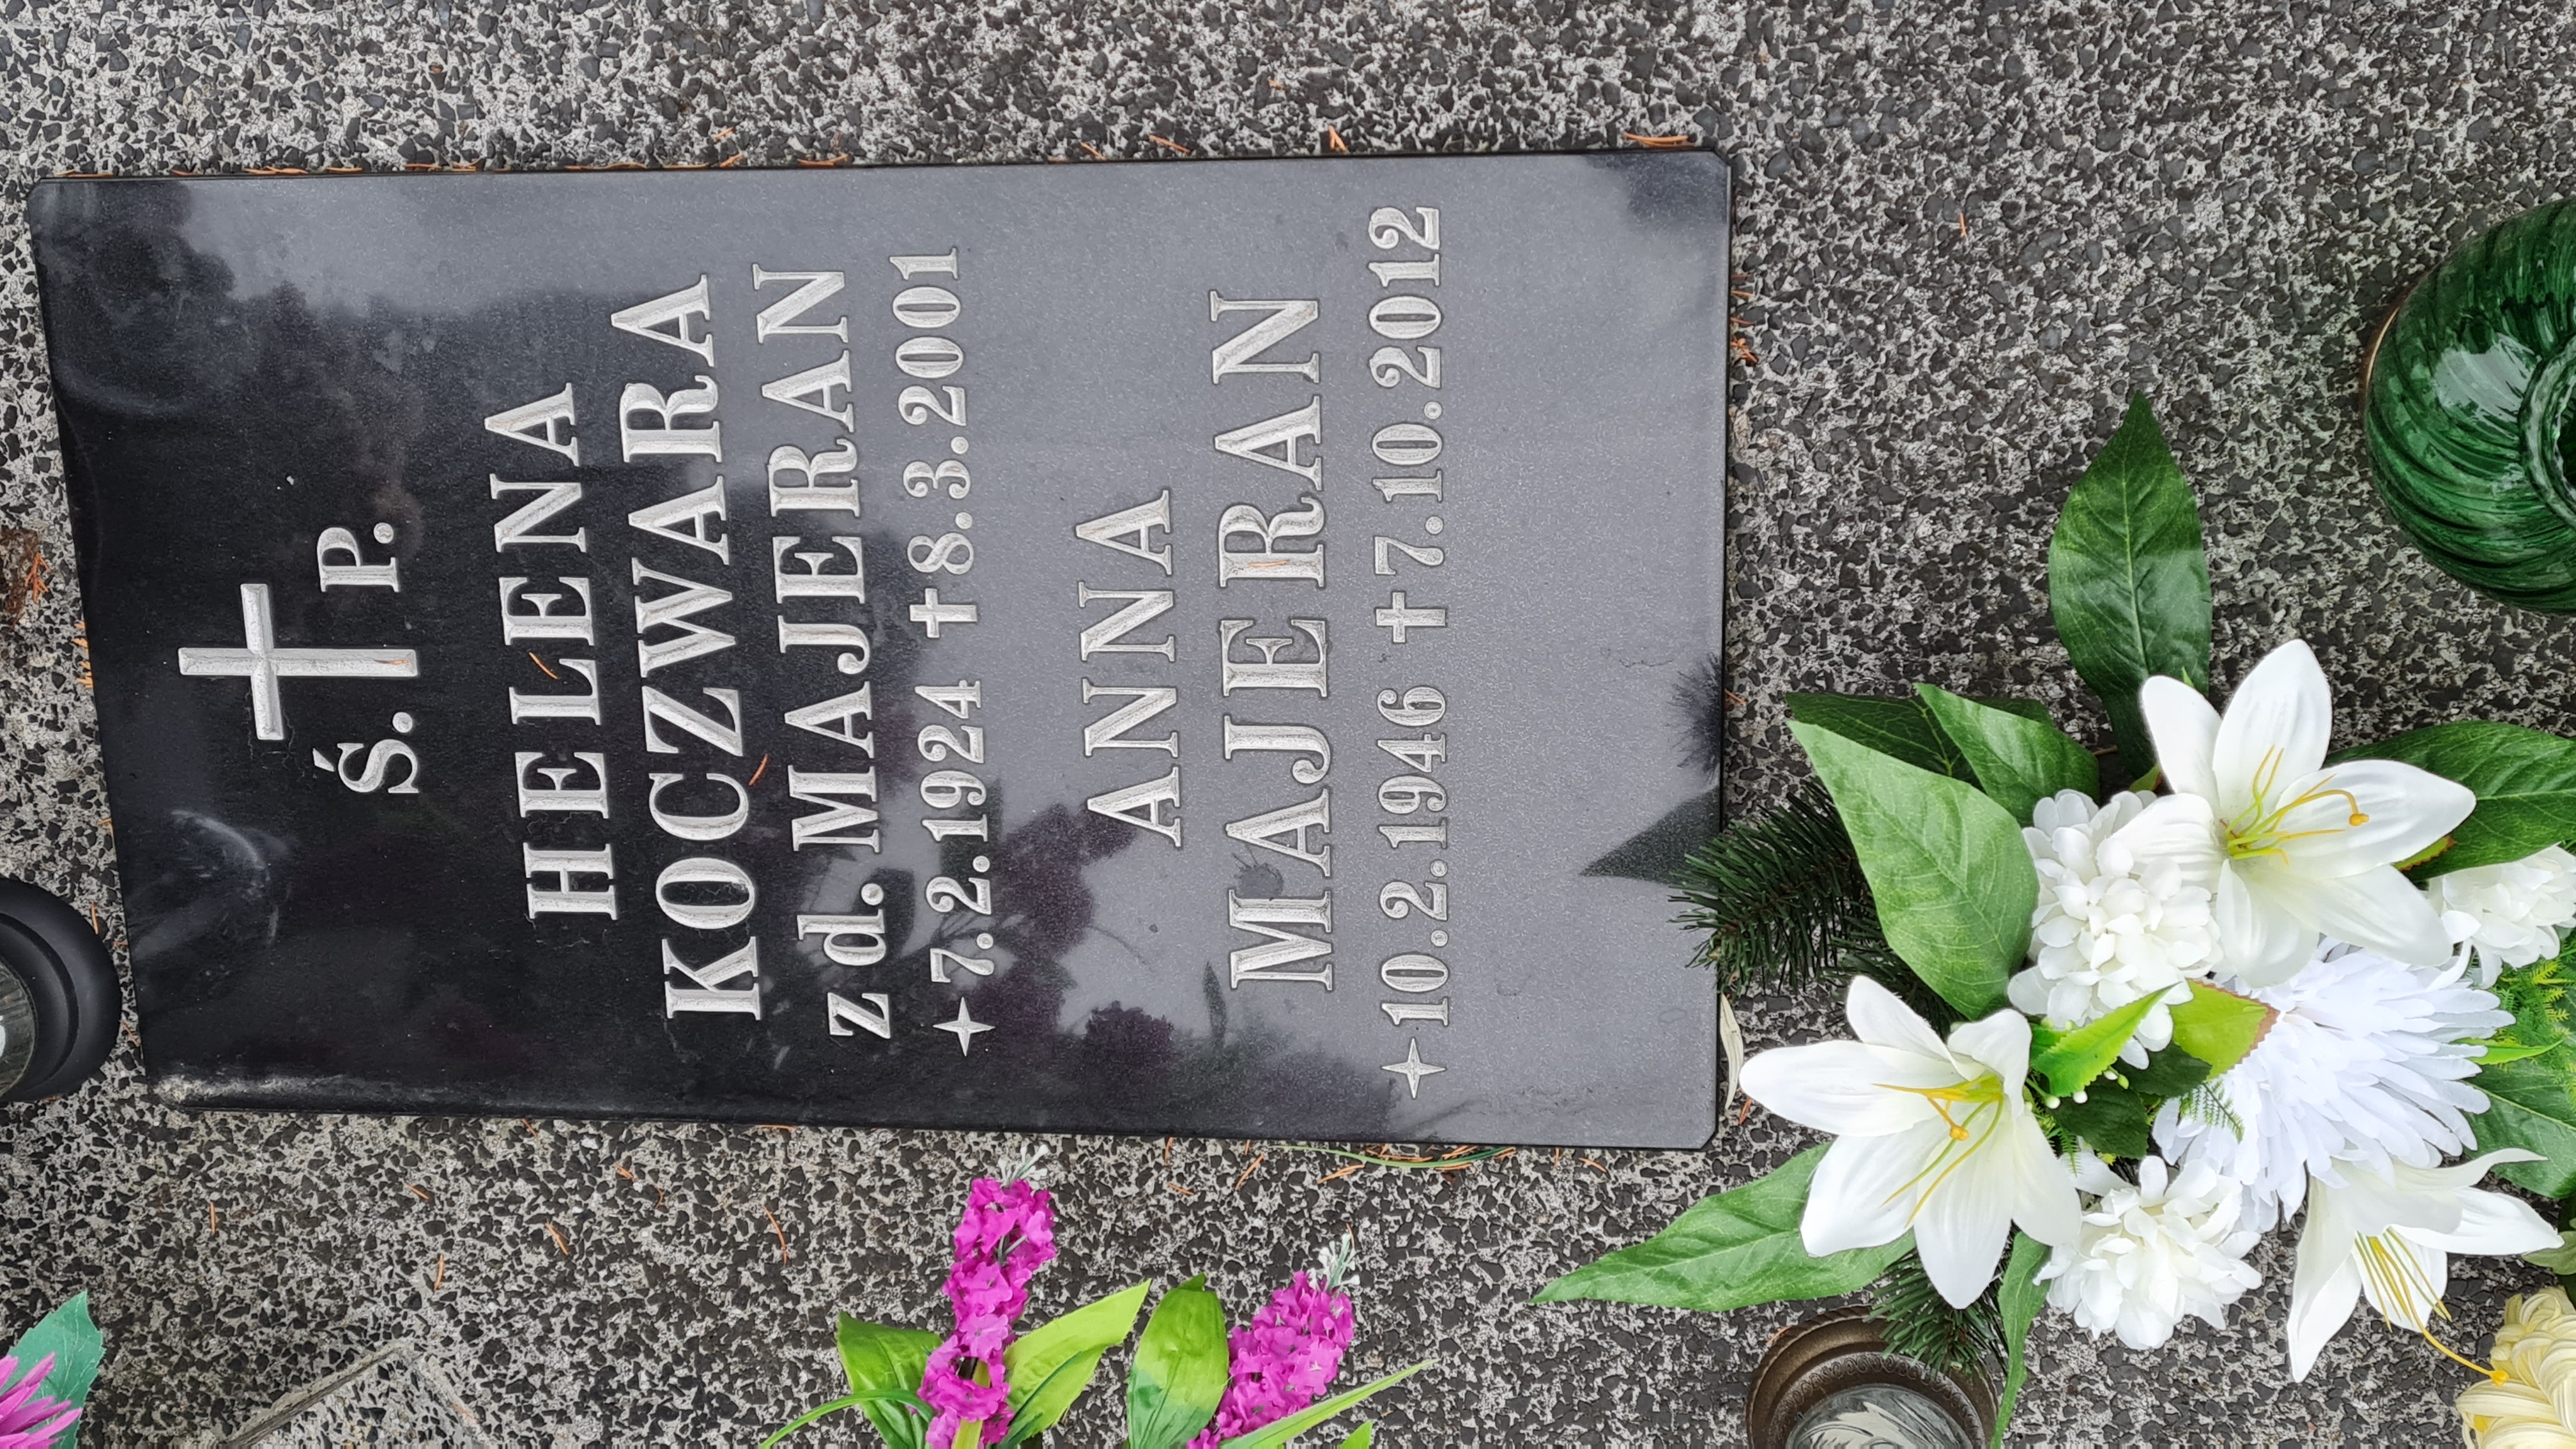 Ś. P.
HELENA
KOCZWARA
z d. MAJERAN
7.2.1924 ✝ 8.3.2001
ANNA
MAJERAN
10.2.1946 ✝ 7.10.2012